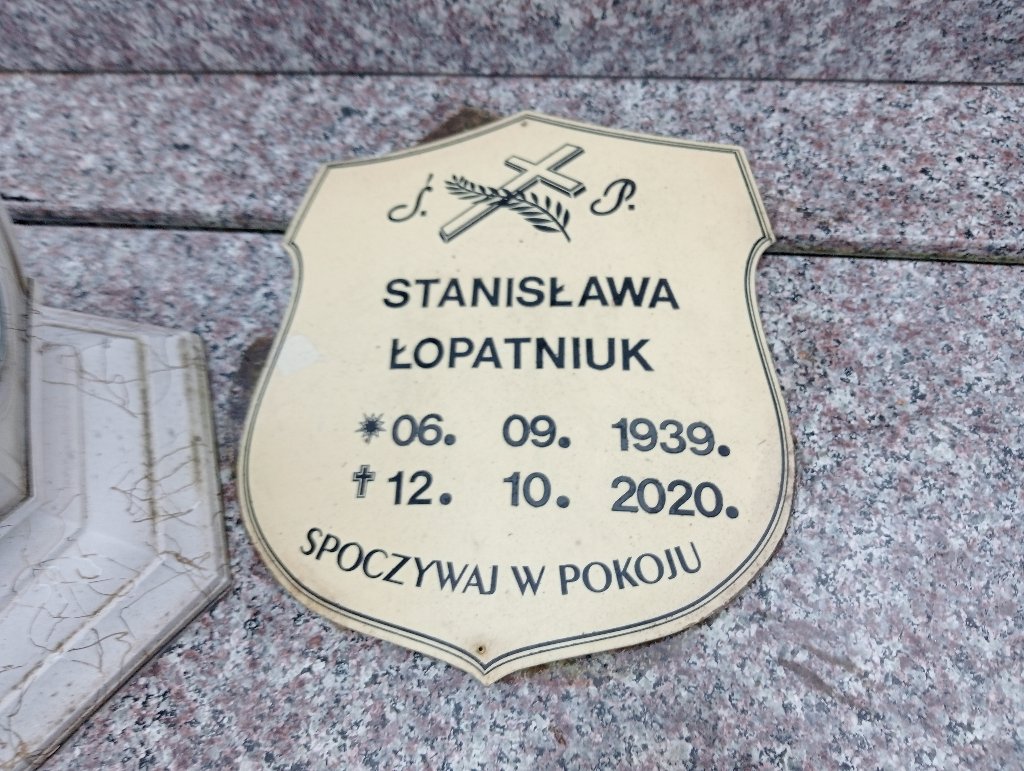 Ś. P.
STANISŁAWA
ŁOPATNIUK
06. 09. 1939.
12. 10. 2020.
SPOCZYWAJ W POKOJU